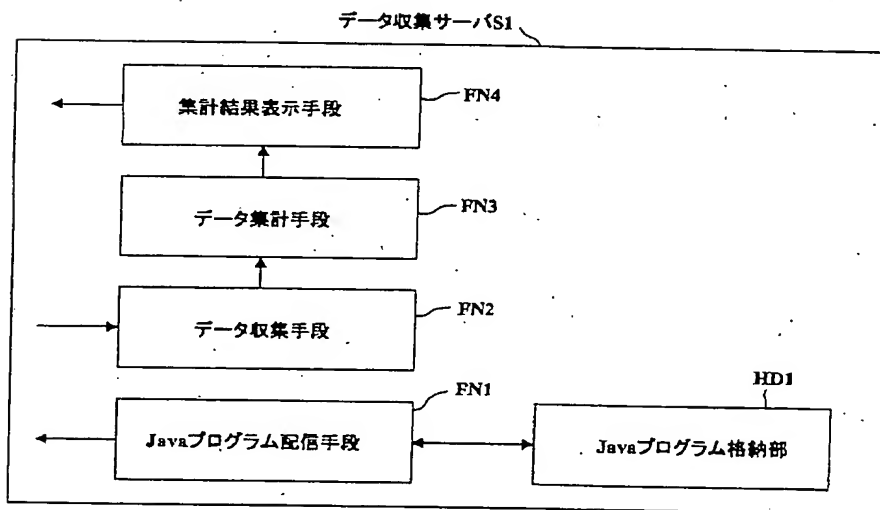 データ収集サーバS1
集計結果表示手段
FN4
データ集計手段
FN3
データ収集手段
FN2
Javaプログラム配信手段
FN1
Javaプログラム格納部
HD1